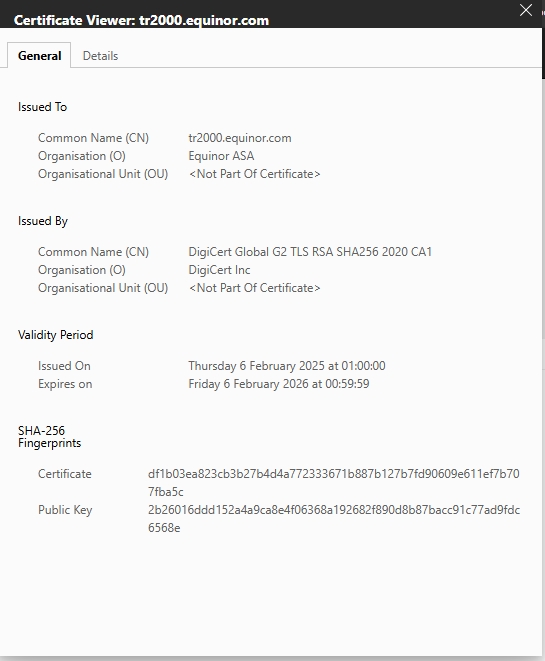 Certificate Viewer: tr2000.equinor.com
General Details
Issued To
Common Name (CN) tr2000.equinor.com
Organisation (O) Equinor ASA
Organisational Unit (OU) <Not Part Of Certificate>
Issued By
Common Name (CN) DigiCert Global G2 TLS RSA SHA256 2020 CA1
Organisation (O) DigiCert Inc
Organisational Unit (OU) <Not Part Of Certificate>
Validity Period
Issued On Thursday 6 February 2025 at 01:00:00
Expires on Friday 6 February 2026 at 00:59:59
SHA-256
Fingerprints
Certificate df1b03ea823cb3b27b4d4a772333671b887b127b7fd90609e611ef7b70
7fba5c
Public Key 2b26016ddd152a4a9ca8e4f06368a192682f890d8b87bacc91c77ad9fdc
6568e